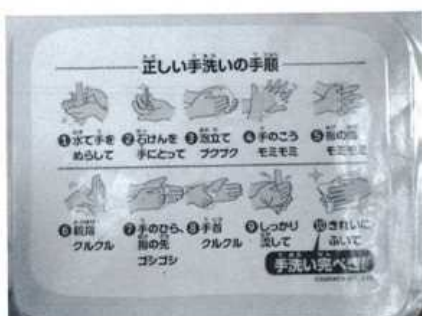 正しい手洗いの手順
❶水で手を ❷石けんを ❸泡立て ❹手のこう ❺指の間
ぬらして 手にとって ブクブク モミモミ モミモミ
❻親指 ❼手のひら、 ❽手首 ❾しっかり ❿きれいに
クルクル 指の先 クルクル 流して ふいて
ゴシゴシ
手洗い完ぺき!!